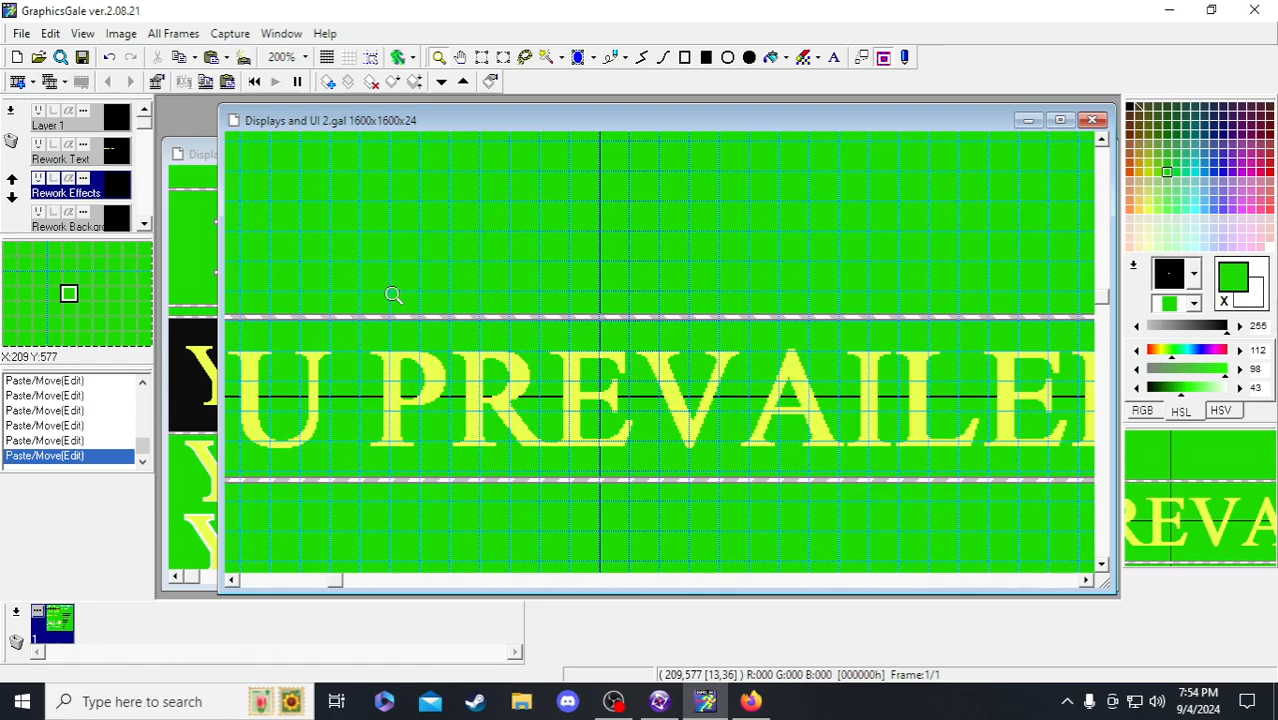 GraphicsGale ver.2.08.21
File Edit View Image All Frames Capture Window Help
200%
Layer 1
Rework Text
Rework Effects
Rework Backgro
X:209 Y:577
Paste/Move(Edit)
Paste/Move(Edit)
Paste/Move(Edit)
Paste/Move(Edit)
Paste/Move(Edit)
Paste/Move(Edit)
Displa
Displays and UI 2.gal 1600x1600x24
U PREVAILE
Y
Y
Y
X
255
112
98
43
RGB HSL HSV
REVA
1
( 209,577 [13,36] ) R:000 G:000 B:000 [000000h] Frame:1/1
Type here to search
7:54 PM
9/4/2024